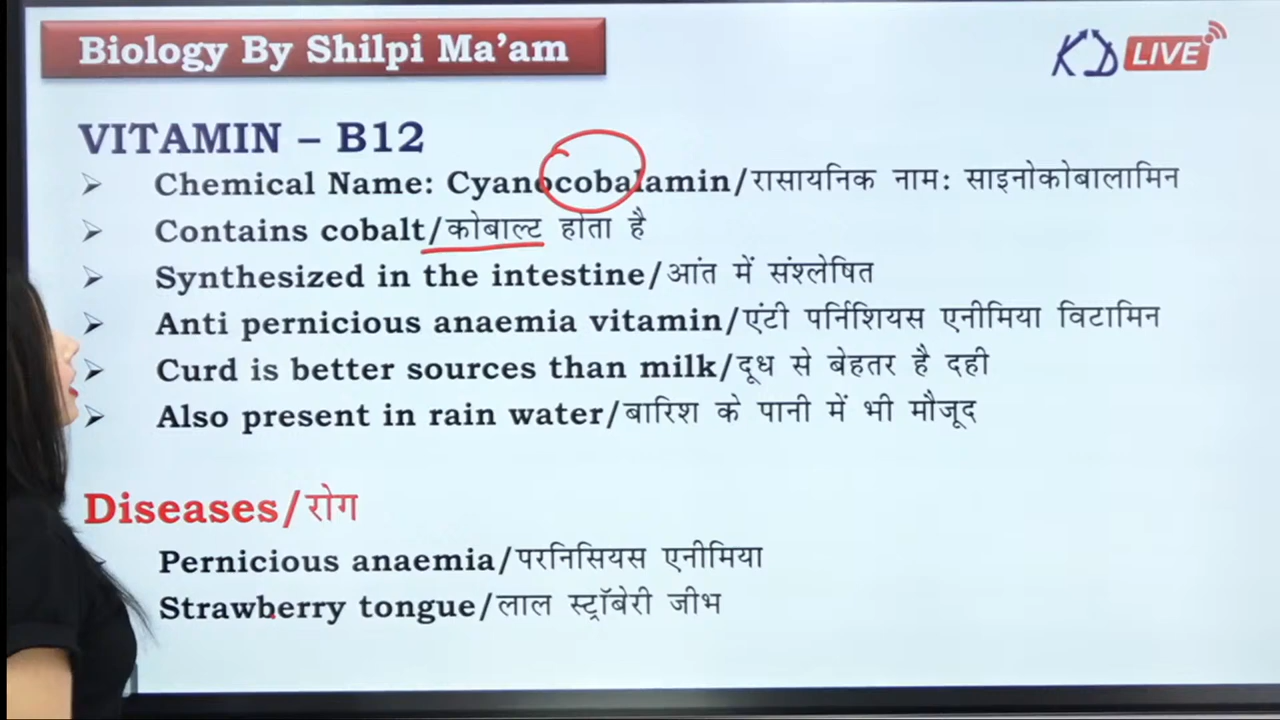 Biology By Shilpi Ma’am
KD LIVE
VITAMIN – B12
➢ Chemical Name: Cyanocobalamin/रासायनिक नाम: साइनोकोबालामिन
➢ Contains cobalt/कोबाल्ट होता है
➢ Synthesized in the intestine/आंत में संश्लेषित
➢ Anti pernicious anaemia vitamin/एंटी पर्निशियस एनीमिया विटामिन
➢ Curd is better sources than milk/दूध से बेहतर है दही
➢ Also present in rain water/बारिश के पानी में भी मौजूद
Diseases/रोग
Pernicious anaemia/परनिसियस एनीमिया
Strawberry tongue/लाल स्ट्रॉबेरी जीभ